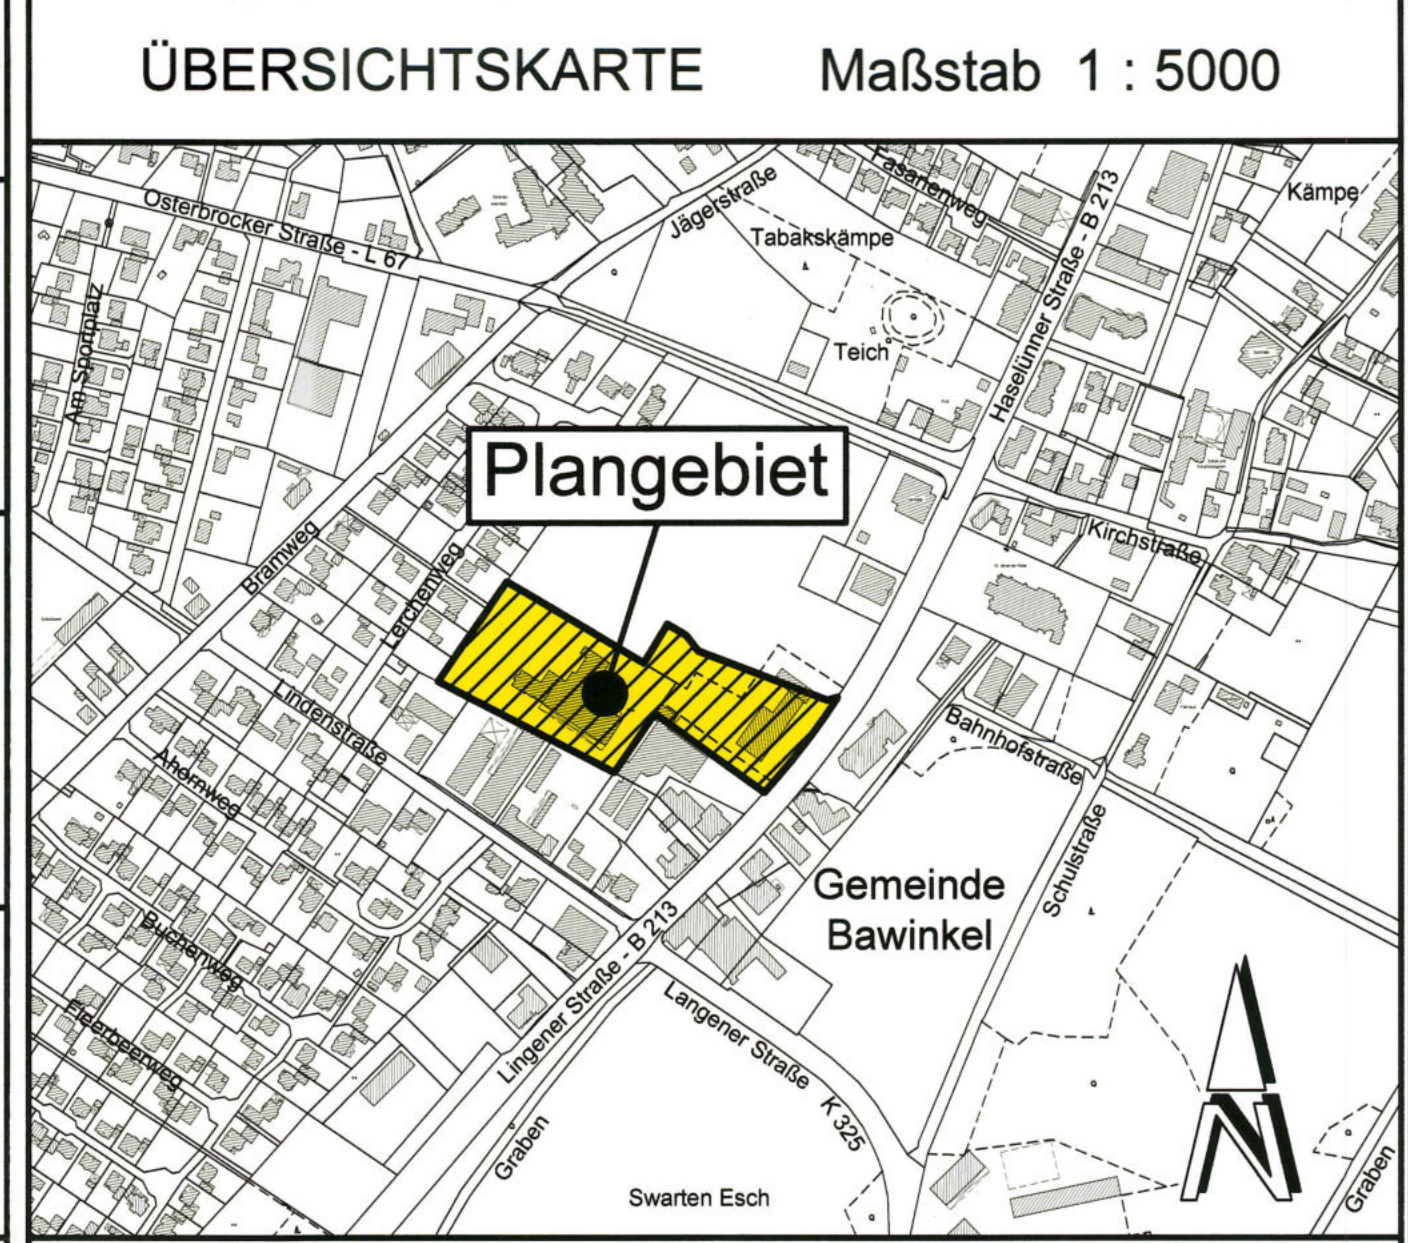 ÜBERSICHTSKARTE Maßstab 1 : 5000
Osterbrocker Straße - L 67
Jägerstraße
Fasanenweg
Kämpe
Tabakskämpe
Haselünner Straße - B 213
Am Sportplatz
Teich
Plangebiet
Bramweg
Kirchstraße
Lerchenweg
Lindenstraße
Bahnhofstraße
Ahornweg
Schulstraße
Gemeinde
Bawinkel
Buchenweg
Lingener Straße - B 213
Langener Straße
K 325
Fleerbeerweg
Graben
Swarten Esch
Graben
N